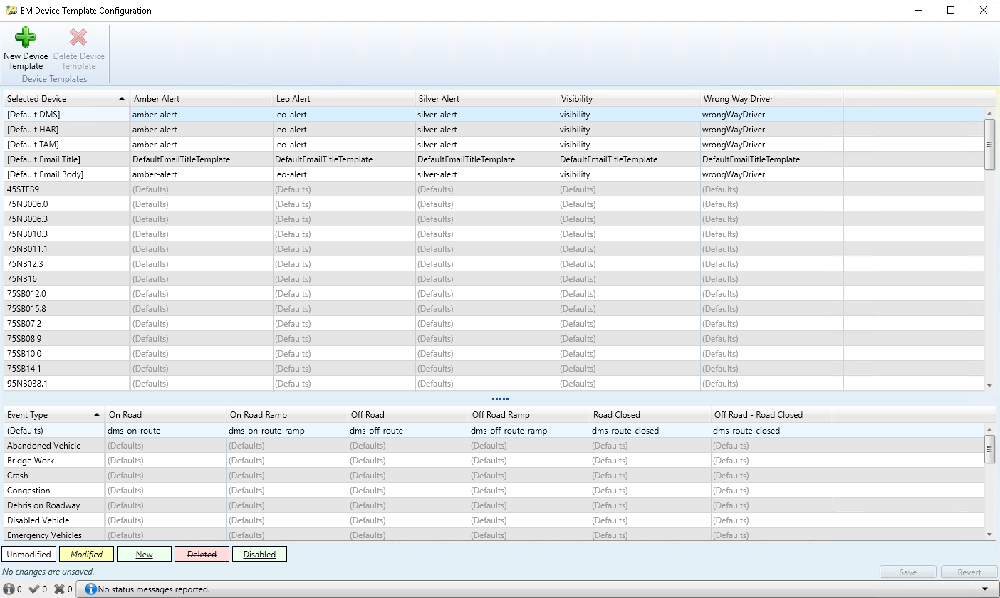 EM Device Template Configuration
New Device Template
Delete Device Template
Device Templates
Selected Device Amber Alert Leo Alert Silver Alert Visibility Wrong Way Driver
[Default DMS] amber-alert leo-alert silver-alert visibility wrongWayDriver
[Default HAR] amber-alert leo-alert silver-alert visibility wrongWayDriver
[Default TAM] amber-alert leo-alert silver-alert visibility wrongWayDriver
[Default Email Title] DefaultEmailTitleTemplate DefaultEmailTitleTemplate DefaultEmailTitleTemplate DefaultEmailTitleTemplate DefaultEmailTitleTemplate
[Default Email Body] amber-alert leo-alert silver-alert visibility wrongWayDriver
45STEB9 (Defaults) (Defaults) (Defaults) (Defaults) (Defaults)
75NB006.0 (Defaults) (Defaults) (Defaults) (Defaults) (Defaults)
75NB006.3 (Defaults) (Defaults) (Defaults) (Defaults) (Defaults)
75NB010.3 (Defaults) (Defaults) (Defaults) (Defaults) (Defaults)
75NB011.1 (Defaults) (Defaults) (Defaults) (Defaults) (Defaults)
75NB12.3 (Defaults) (Defaults) (Defaults) (Defaults) (Defaults)
75NB16 (Defaults) (Defaults) (Defaults) (Defaults) (Defaults)
75SB012.0 (Defaults) (Defaults) (Defaults) (Defaults) (Defaults)
75SB015.8 (Defaults) (Defaults) (Defaults) (Defaults) (Defaults)
75SB07.2 (Defaults) (Defaults) (Defaults) (Defaults) (Defaults)
75SB08.9 (Defaults) (Defaults) (Defaults) (Defaults) (Defaults)
75SB10.0 (Defaults) (Defaults) (Defaults) (Defaults) (Defaults)
75SB14.1 (Defaults) (Defaults) (Defaults) (Defaults) (Defaults)
95NB038.1 (Defaults) (Defaults) (Defaults) (Defaults) (Defaults)
Event Type On Road On Road Ramp Off Road Off Road Ramp Road Closed Off Road - Road Closed
(Defaults) dms-on-route dms-on-route-ramp dms-off-route dms-off-route-ramp dms-route-closed dms-route-closed
Abandoned Vehicle (Defaults) (Defaults) (Defaults) (Defaults) (Defaults) (Defaults)
Bridge Work (Defaults) (Defaults) (Defaults) (Defaults) (Defaults) (Defaults)
Crash (Defaults) (Defaults) (Defaults) (Defaults) (Defaults) (Defaults)
Congestion (Defaults) (Defaults) (Defaults) (Defaults) (Defaults) (Defaults)
Debris on Roadway (Defaults) (Defaults) (Defaults) (Defaults) (Defaults) (Defaults)
Disabled Vehicle (Defaults) (Defaults) (Defaults) (Defaults) (Defaults) (Defaults)
Emergency Vehicles (Defaults) (Defaults) (Defaults) (Defaults) (Defaults) (Defaults)
Unmodified Modified New Deleted Disabled
No changes are unsaved.
Save Revert
0 0 0 No status messages reported.